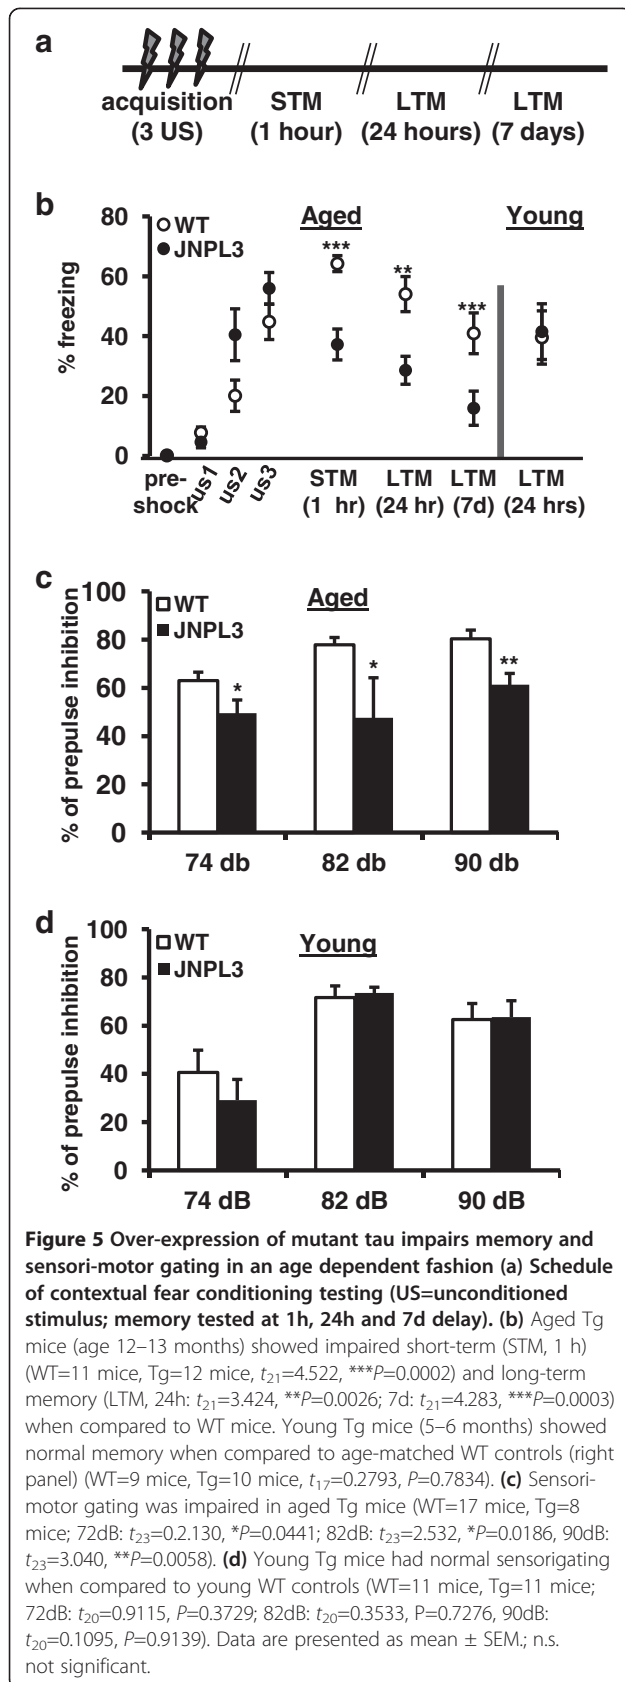 a
acquisition STM LTM LTM
(3 US) (1 hour) (24 hours) (7 days)
b
80
60
40
20
0
% freezing
WT
JNPL3
Aged
Young
***
**
***
pre-shock
us1
us2
us3
STM LTM LTM LTM
(1 hr) (24 hr) (7d) (24 hrs)
c
100
80
60
40
20
0
% of prepulse inhibition
WT
JNPL3
Aged
*
*
**
74 db 82 db 90 db
d
100
80
60
40
20
0
% of prepulse inhibition
WT
JNPL3
Young
74 dB 82 dB 90 dB
Figure 5 Over-expression of mutant tau impairs memory and
sensori-motor gating in an age dependent fashion (a) Schedule
of contextual fear conditioning testing (US=unconditioned
stimulus; memory tested at 1h, 24h and 7d delay). (b) Aged Tg
mice (age 12–13 months) showed impaired short-term (STM, 1 h)
(WT=11 mice, Tg=12 mice, t21=4.522, ***P=0.0002) and long-term
memory (LTM, 24h: t21=3.424, **P=0.0026; 7d: t21=4.283, ***P=0.0003)
when compared to WT mice. Young Tg mice (5–6 months) showed
normal memory when compared to age-matched WT controls (right
panel) (WT=9 mice, Tg=10 mice, t17=0.2793, P=0.7834). (c) Sensori-
motor gating was impaired in aged Tg mice (WT=17 mice, Tg=8
mice; 72dB: t23=0.2.130, *P=0.0441; 82dB: t23=2.532, *P=0.0186, 90dB:
t23=3.040, **P=0.0058). (d) Young Tg mice had normal sensorigating
when compared to young WT controls (WT=11 mice, Tg=11 mice;
72dB: t20=0.9115, P=0.3729; 82dB: t20=0.3533, P=0.7276, 90dB:
t20=0.1095, P=0.9139). Data are presented as mean ± SEM.; n.s.
not significant.